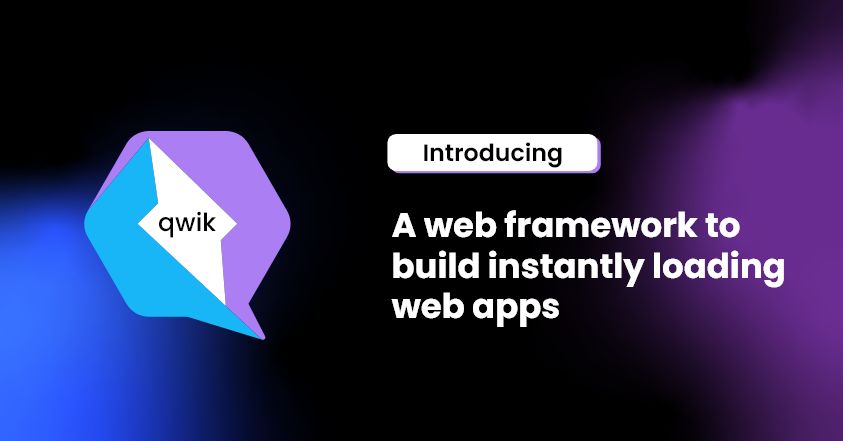 qwik
Introducing
A web framework to
build instantly loading
web apps